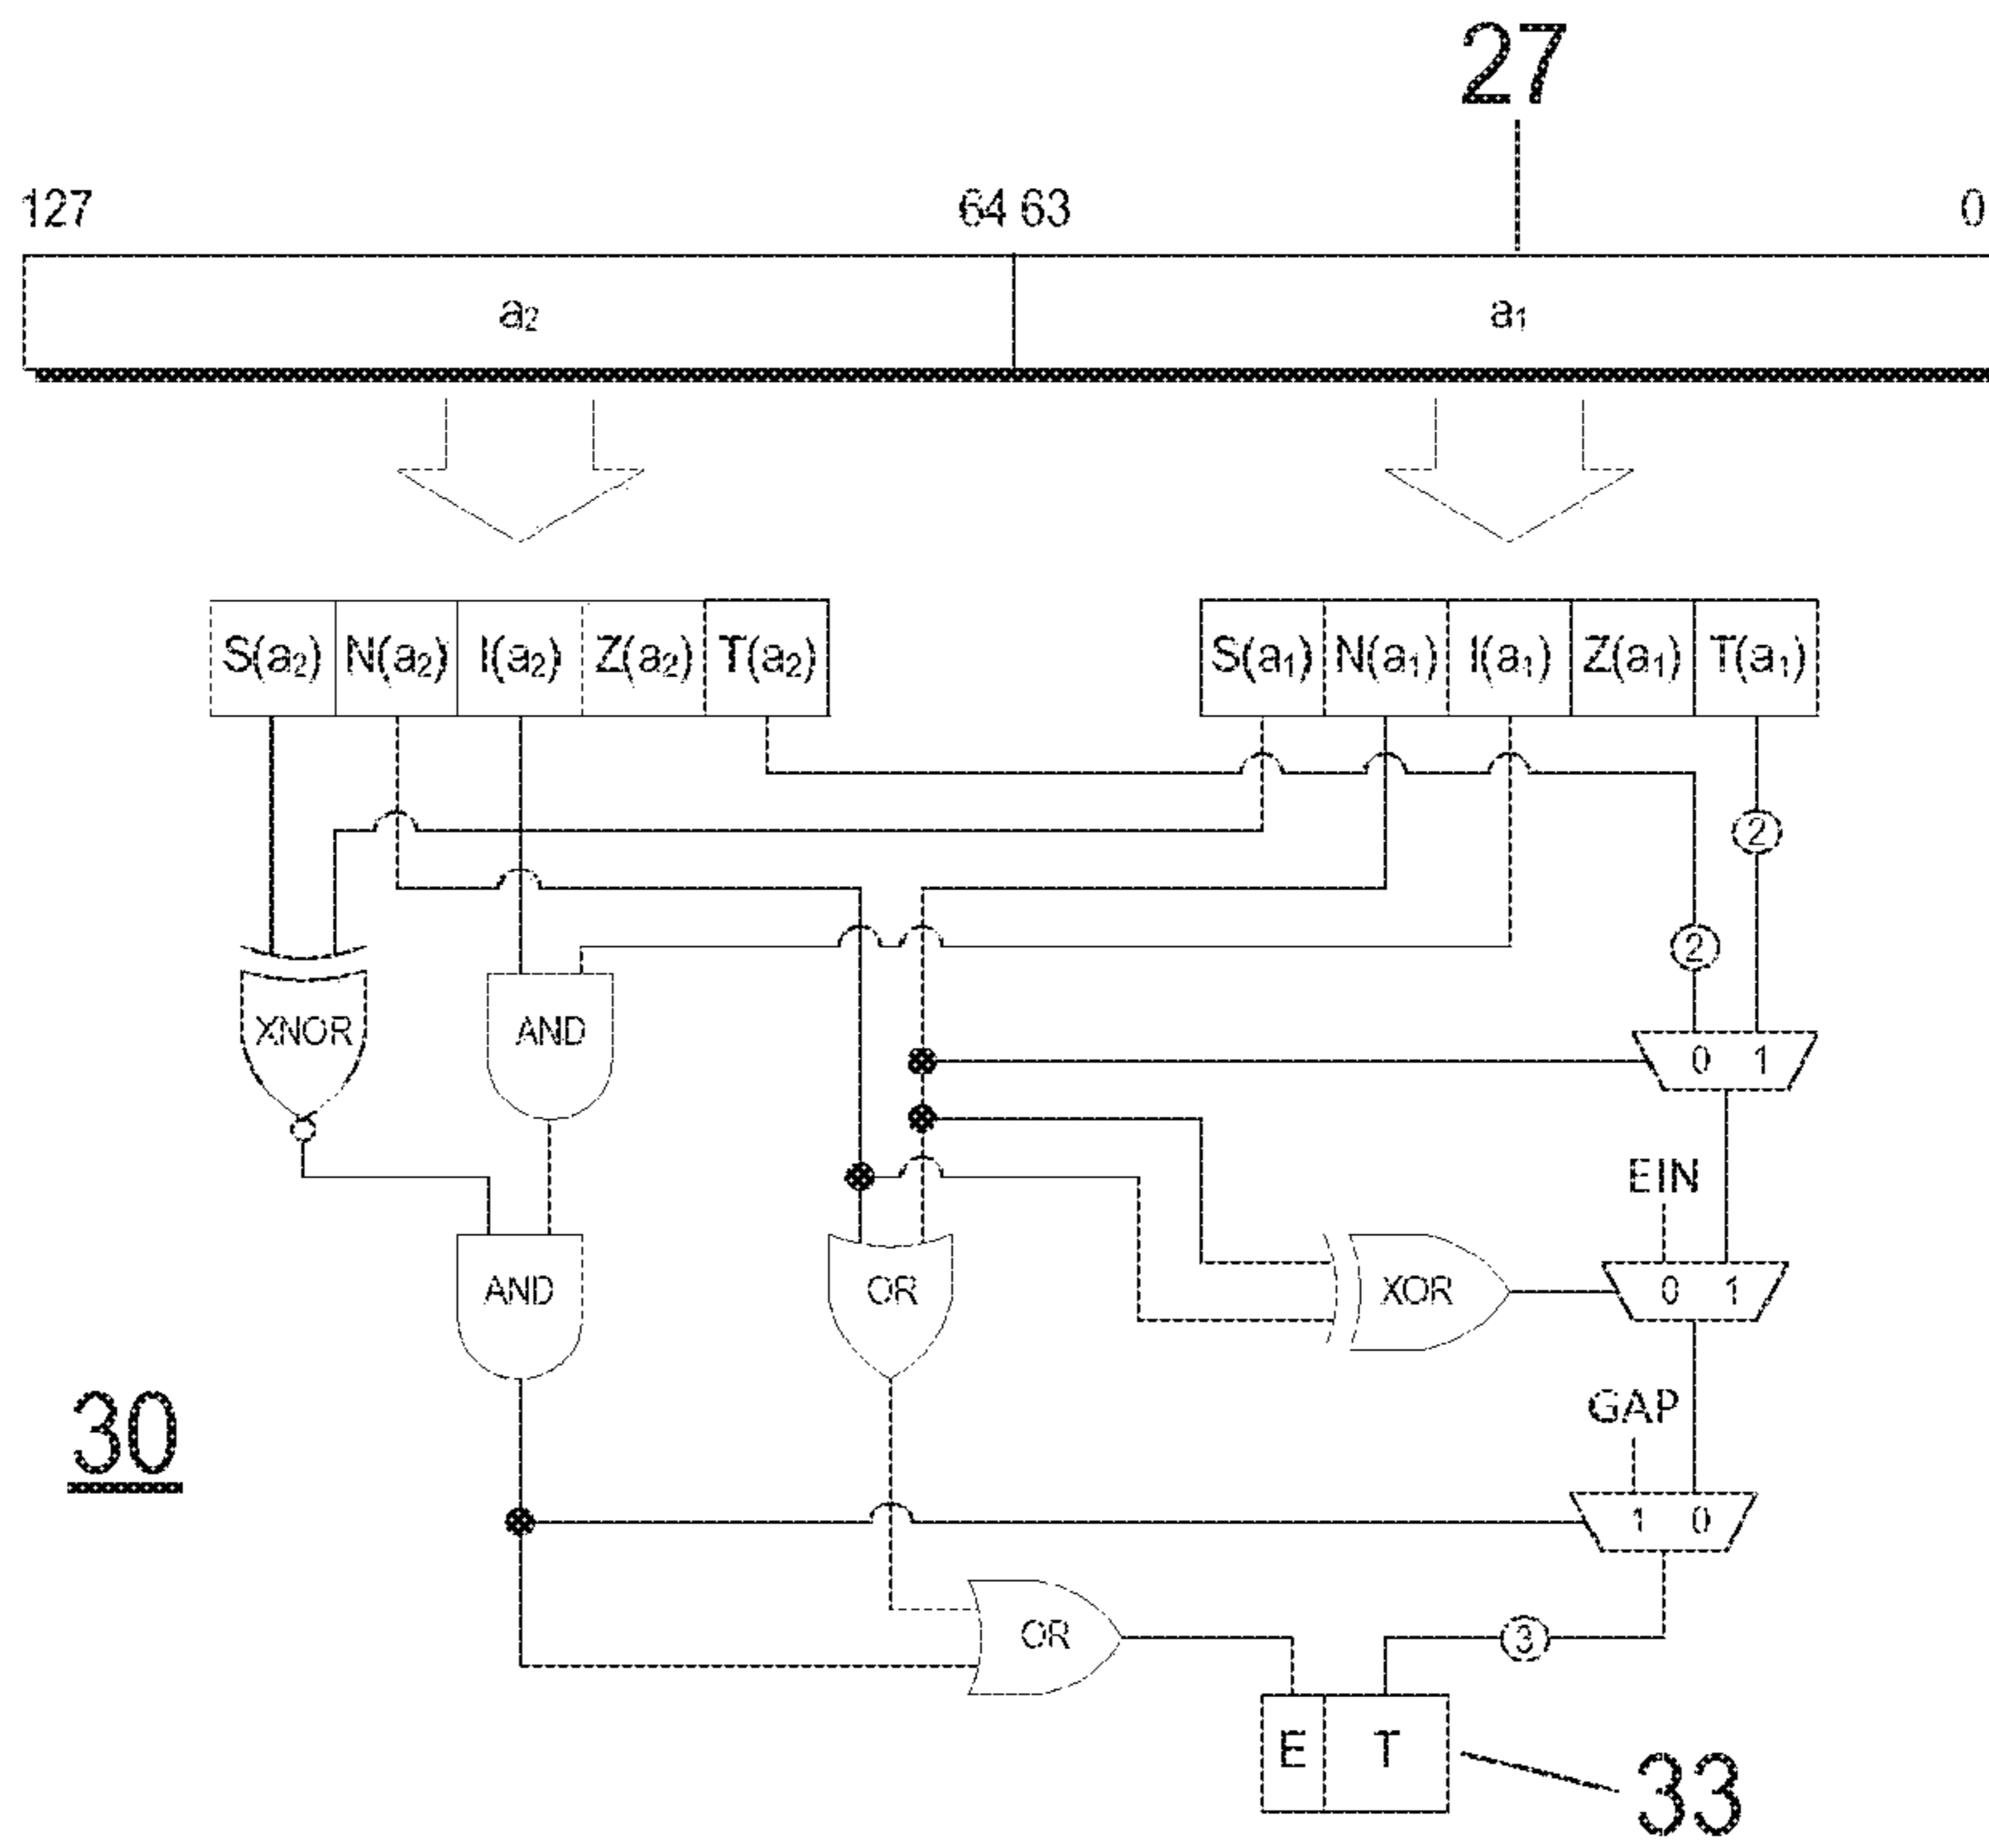 27
127 64 63 0
a₂ a₁
S(a₂) N(a₂) I(a₂) Z(a₂) T(a₂) S(a₁) N(a₁) I(a₁) Z(a₁) T(a₁)
2
2
XNOR AND
0 1
EIN
AND OR XOR 0 1
GAP
30
1 0
OR 3
E T
33